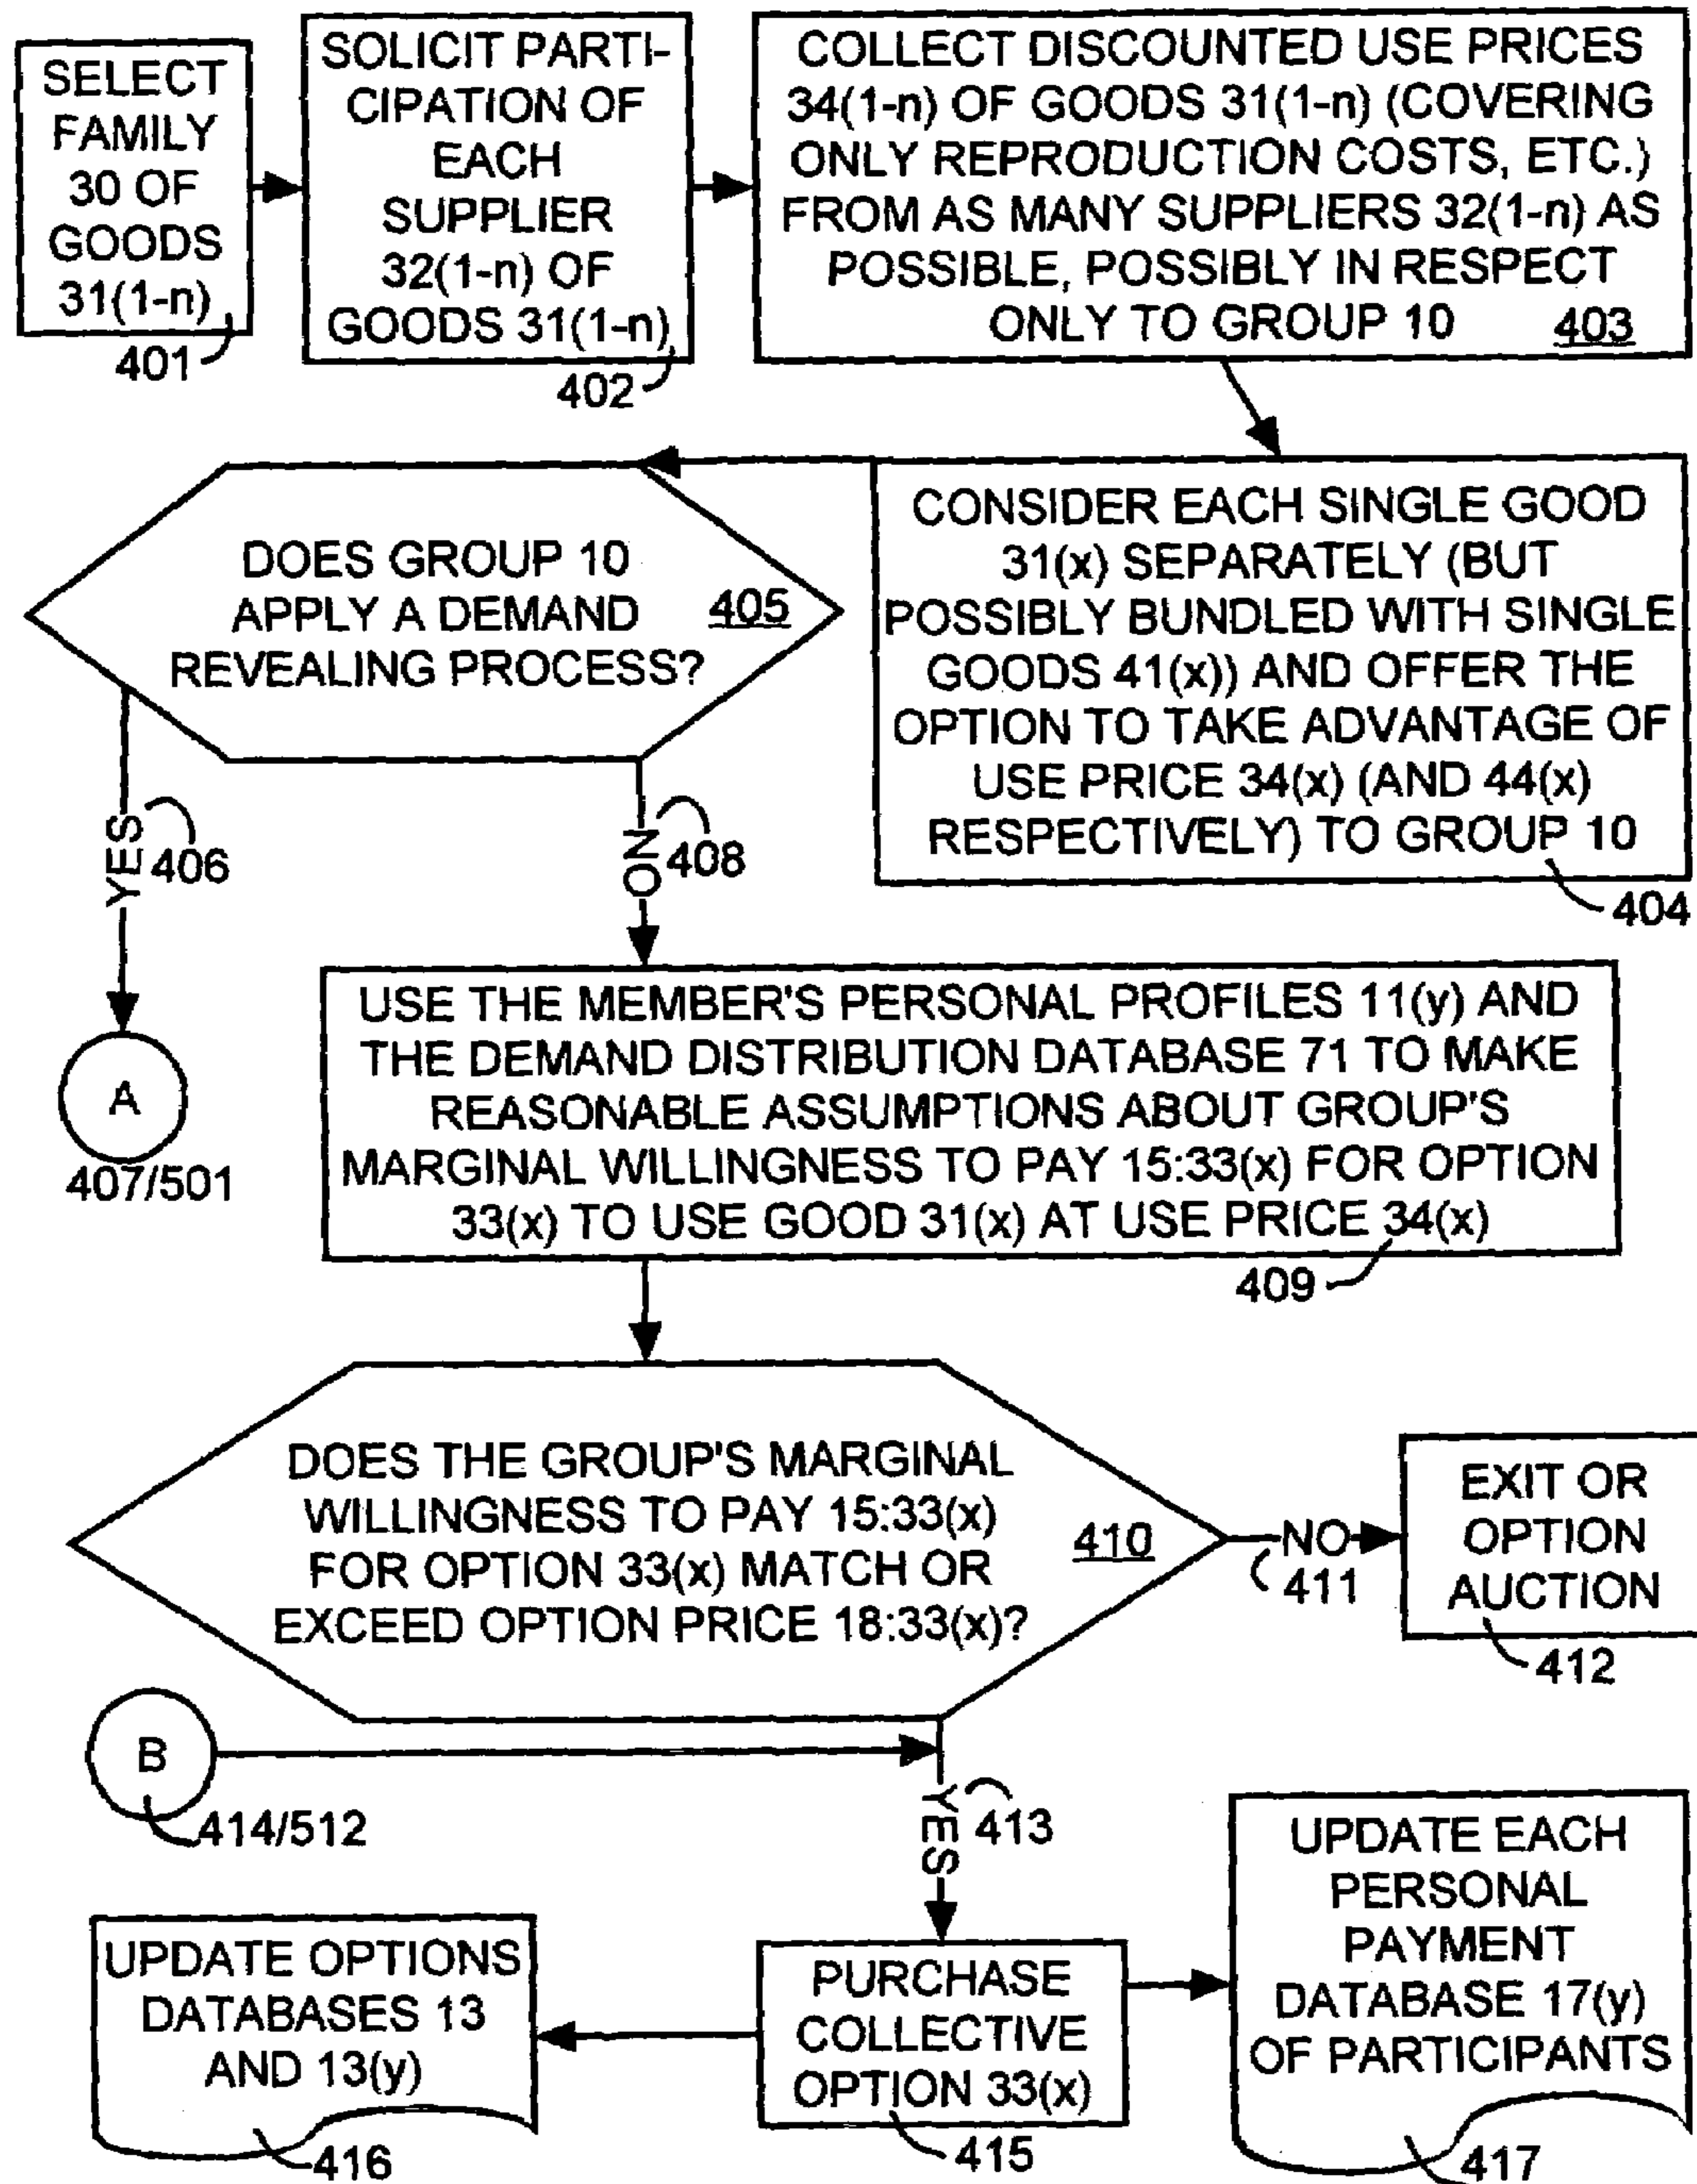 SELECT
FAMILY
30 OF
GOODS
31(1-n)
401
SOLICIT PARTI-
CIPATION OF
EACH
SUPPLIER
32(1-n) OF
GOODS 31(1-n)
402
COLLECT DISCOUNTED USE PRICES
34(1-n) OF GOODS 31(1-n) (COVERING
ONLY REPRODUCTION COSTS, ETC.)
FROM AS MANY SUPPLIERS 32(1-n) AS
POSSIBLE, POSSIBLY IN RESPECT
ONLY TO GROUP 10 403
CONSIDER EACH SINGLE GOOD
31(x) SEPARATELY (BUT
POSSIBLY BUNDLED WITH SINGLE
GOODS 41(x)) AND OFFER THE
OPTION TO TAKE ADVANTAGE OF
USE PRICE 34(x) (AND 44(x)
RESPECTIVELY) TO GROUP 10
404
DOES GROUP 10
APPLY A DEMAND 405
REVEALING PROCESS?
YES
406
NO
408
A
407/501
USE THE MEMBER'S PERSONAL PROFILES 11(y) AND
THE DEMAND DISTRIBUTION DATABASE 71 TO MAKE
REASONABLE ASSUMPTIONS ABOUT GROUP'S
MARGINAL WILLINGNESS TO PAY 15:33(x) FOR OPTION
33(x) TO USE GOOD 31(x) AT USE PRICE 34(x)
409
DOES THE GROUP'S MARGINAL
WILLINGNESS TO PAY 15:33(x)
FOR OPTION 33(x) MATCH OR 410
EXCEED OPTION PRICE 18:33(x)?
NO
411
EXIT OR
OPTION
AUCTION
412
B
414/512
YES
413
UPDATE OPTIONS
DATABASES 13
AND 13(y)
416
PURCHASE
COLLECTIVE
OPTION 33(x)
415
UPDATE EACH
PERSONAL
PAYMENT
DATABASE 17(y)
OF PARTICIPANTS
417